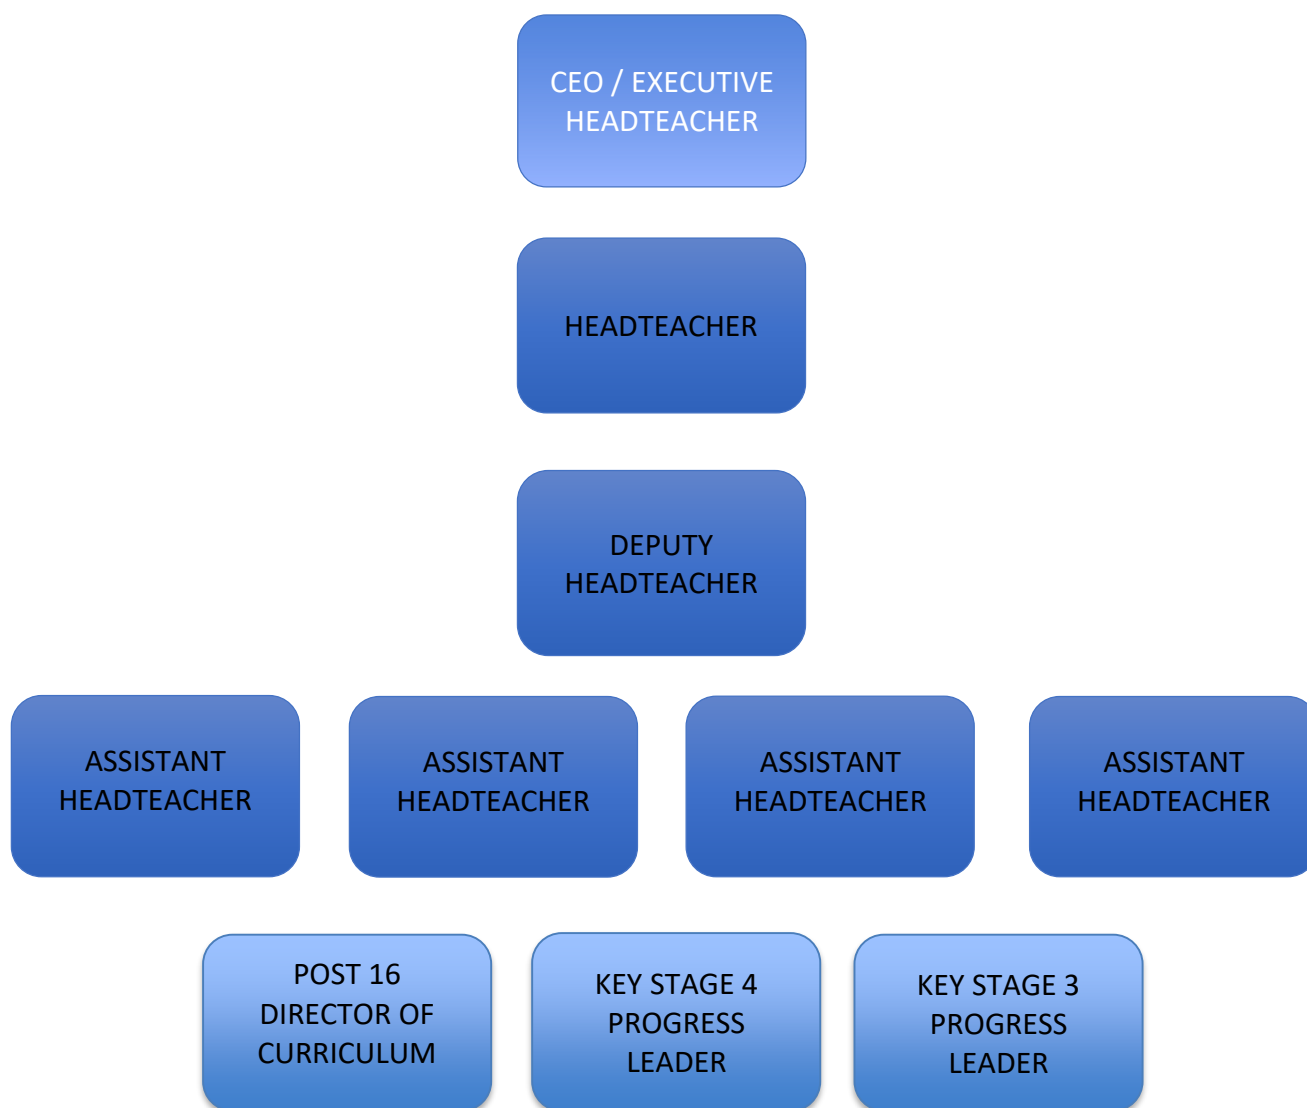 CEO / EXECUTIVE
HEADTEACHER
HEADTEACHER
DEPUTY
HEADTEACHER
ASSISTANT
HEADTEACHER
ASSISTANT
HEADTEACHER
ASSISTANT
HEADTEACHER
ASSISTANT
HEADTEACHER
POST 16
DIRECTOR OF
CURRICULUM
KEY STAGE 4
PROGRESS
LEADER
KEY STAGE 3
PROGRESS
LEADER